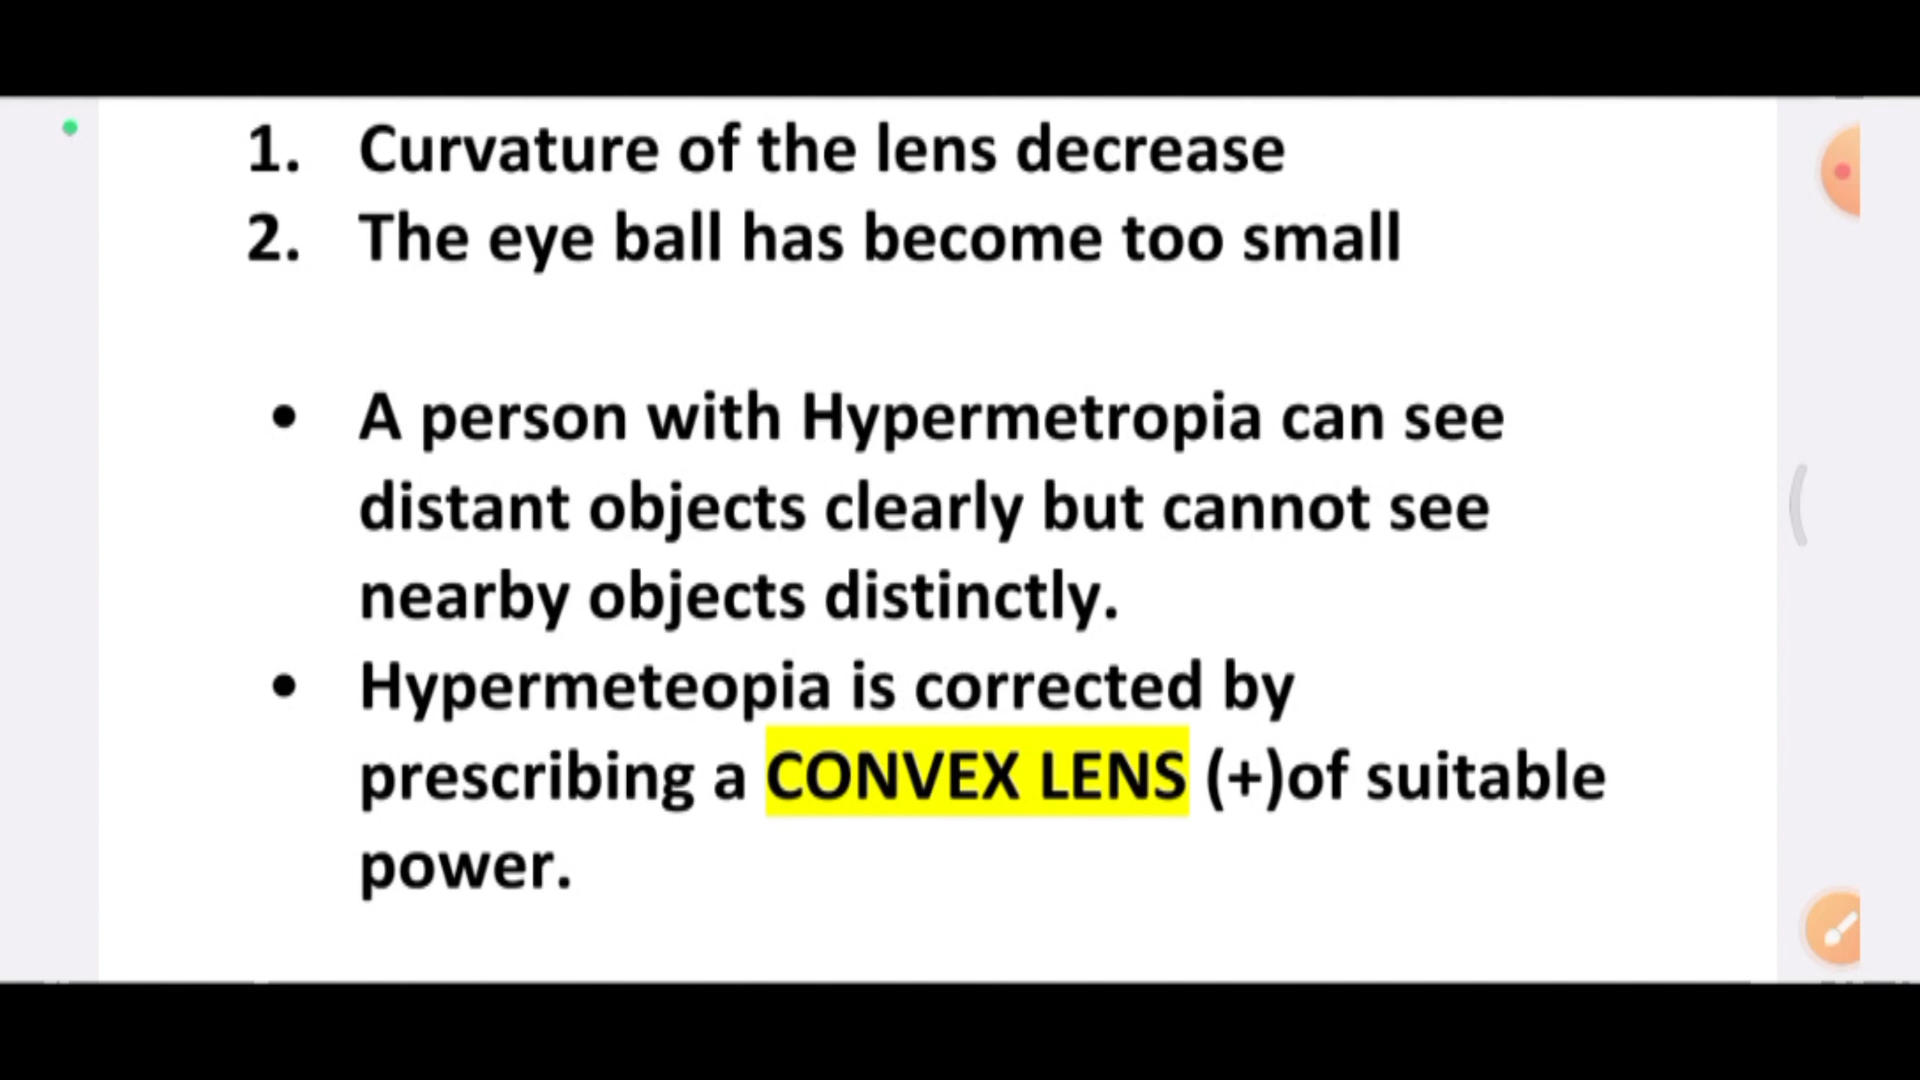 1. Curvature of the lens decrease
2. The eye ball has become too small
• A person with Hypermetropia can see
distant objects clearly but cannot see
nearby objects distinctly.
• Hypermeteopia is corrected by
prescribing a CONVEX LENS (+)of suitable
power.